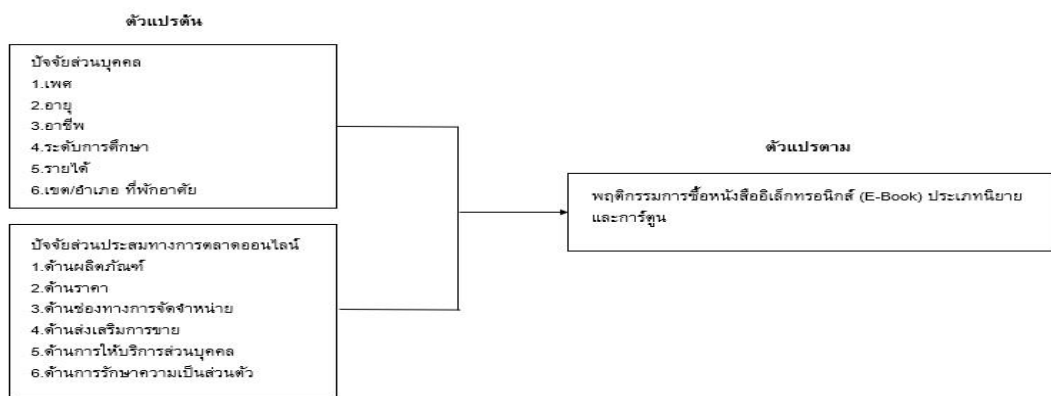 ตัวแปรต้น
ปัจจัยส่วนบุคคล
1.เพศ
2.อายุ
3.อาชีพ
4.ระดับการศึกษา
5.รายได้
6.เขต/อำเภอ ที่พักอาศัย
ปัจจัยส่วนประสมทางการตลาดออนไลน์
1.ด้านผลิตภัณฑ์
2.ด้านราคา
3.ด้านช่องทางการจัดจำหน่าย
4.ด้านส่งเสริมการขาย
5.ด้านการให้บริการส่วนบุคคล
6.ด้านการรักษาความเป็นส่วนตัว
ตัวแปรตาม
พฤติกรรมการซื้อหนังสืออิเล็กทรอนิกส์ (E-Book) ประเภทนิยาย
และการ์ตูน